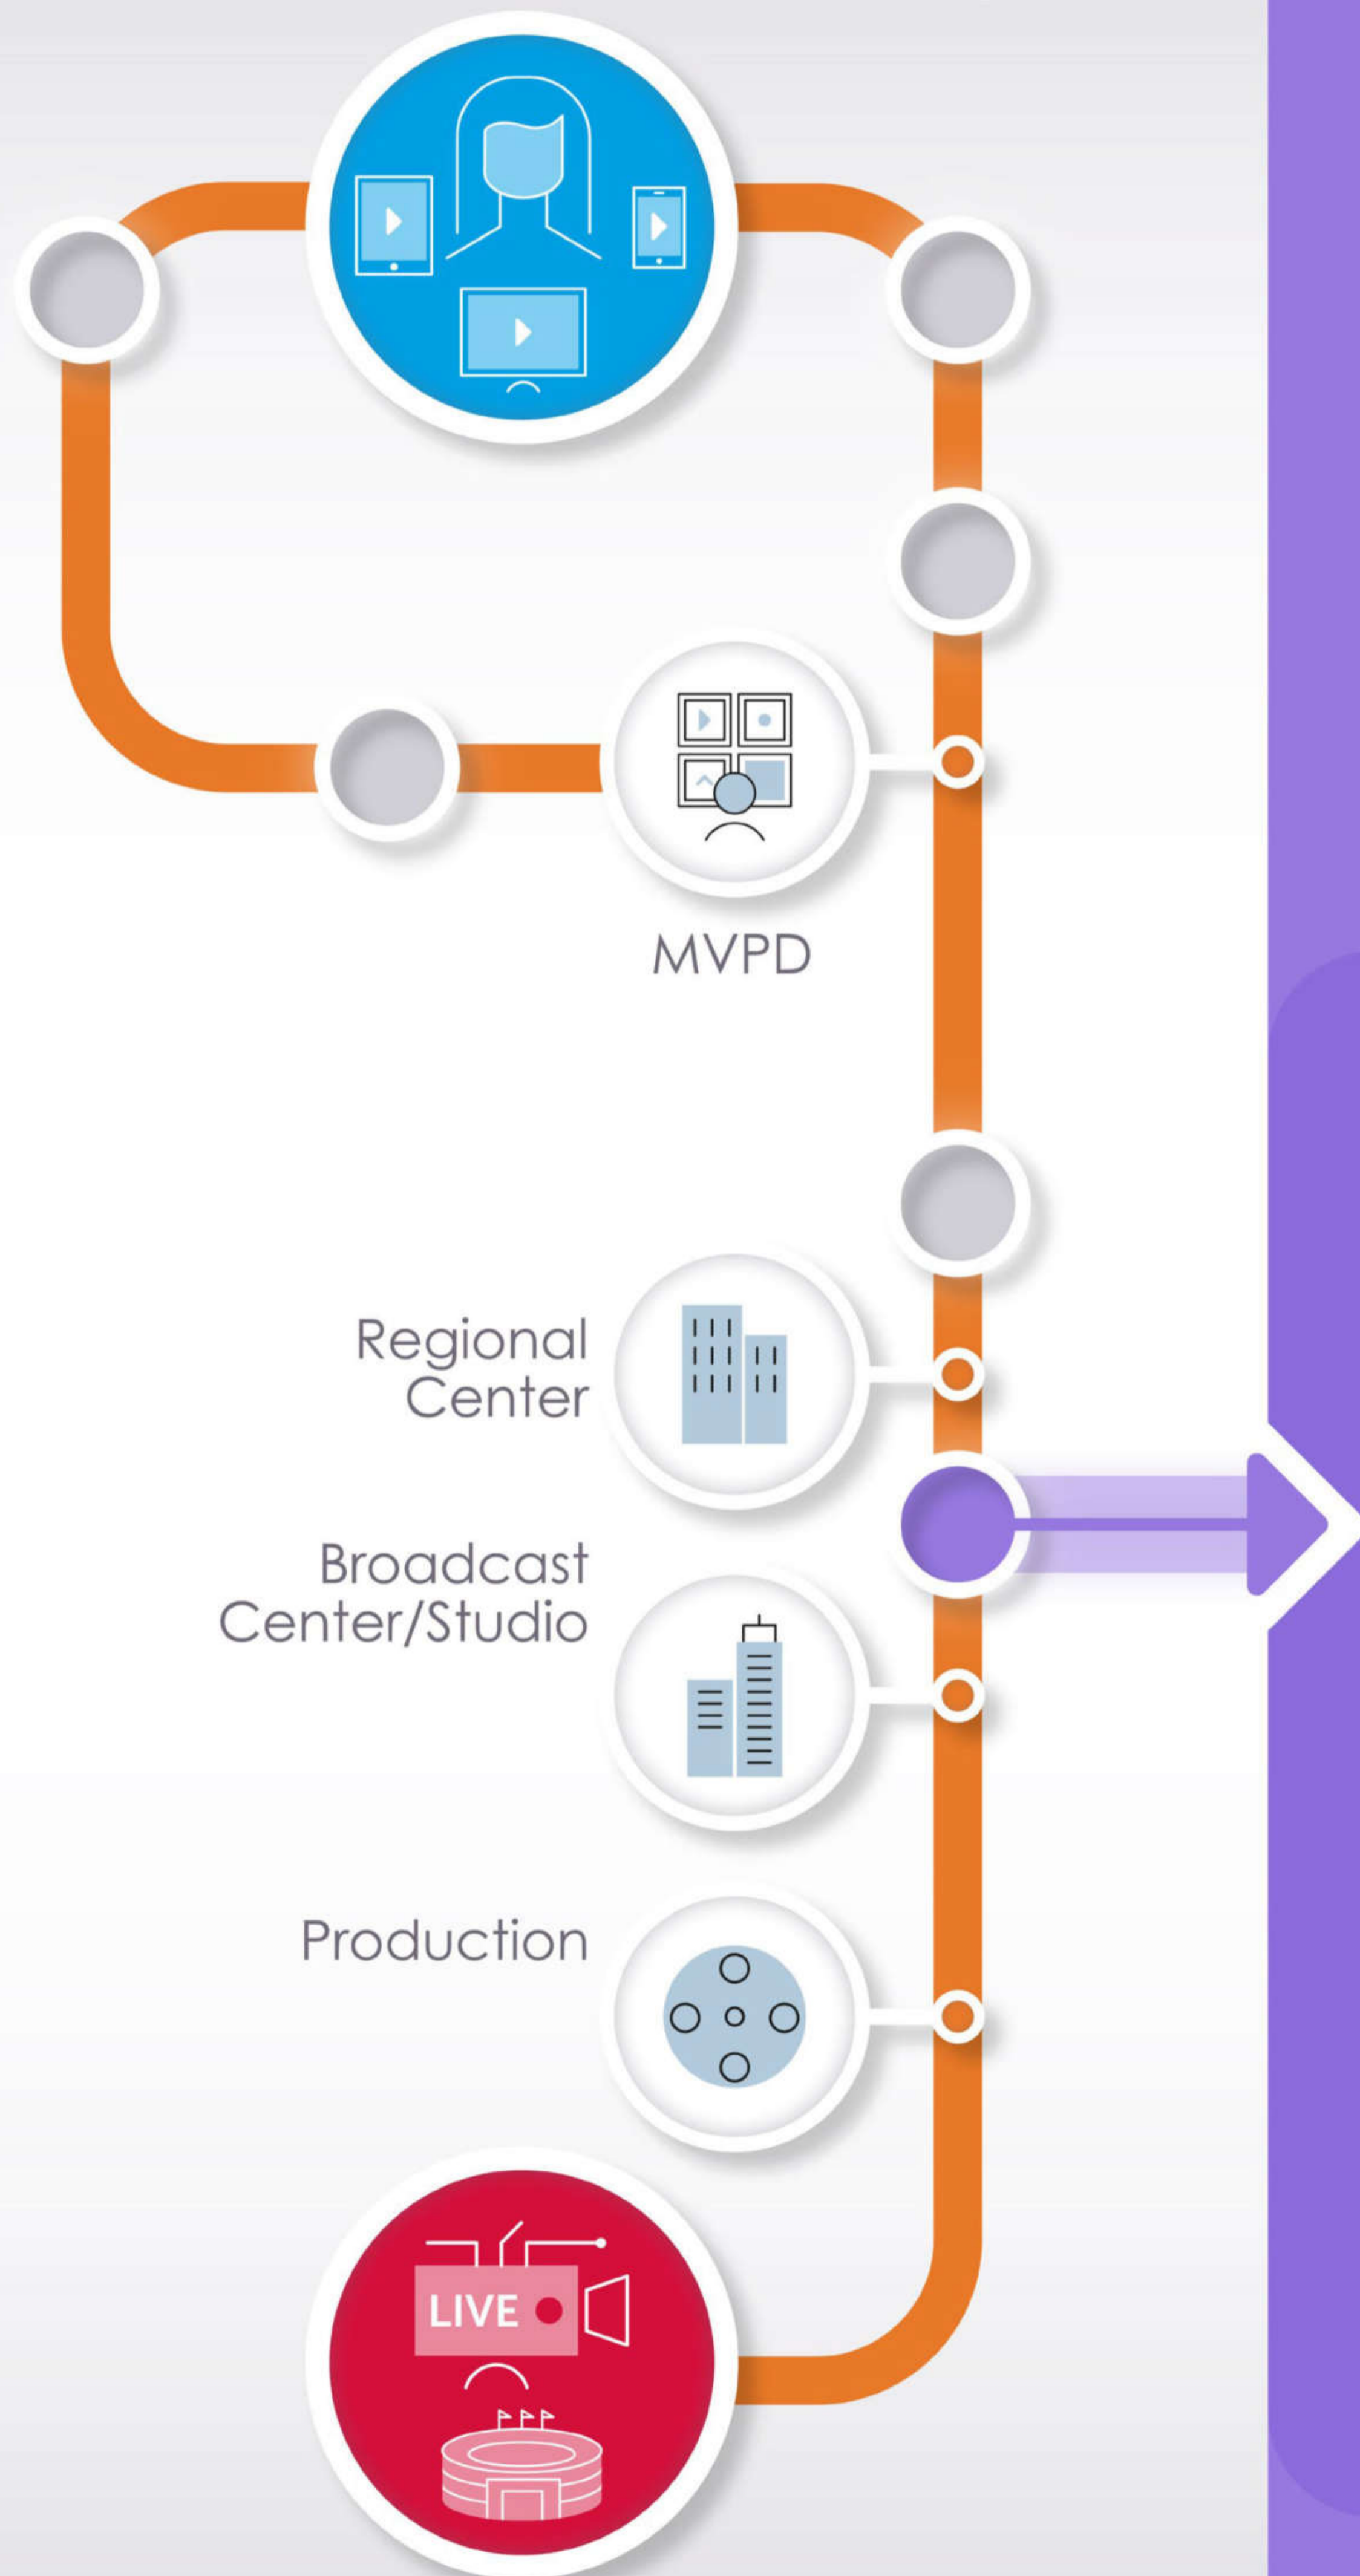 MVPD
Regional
Center
Broadcast
Center/Studio
Production
LIVE